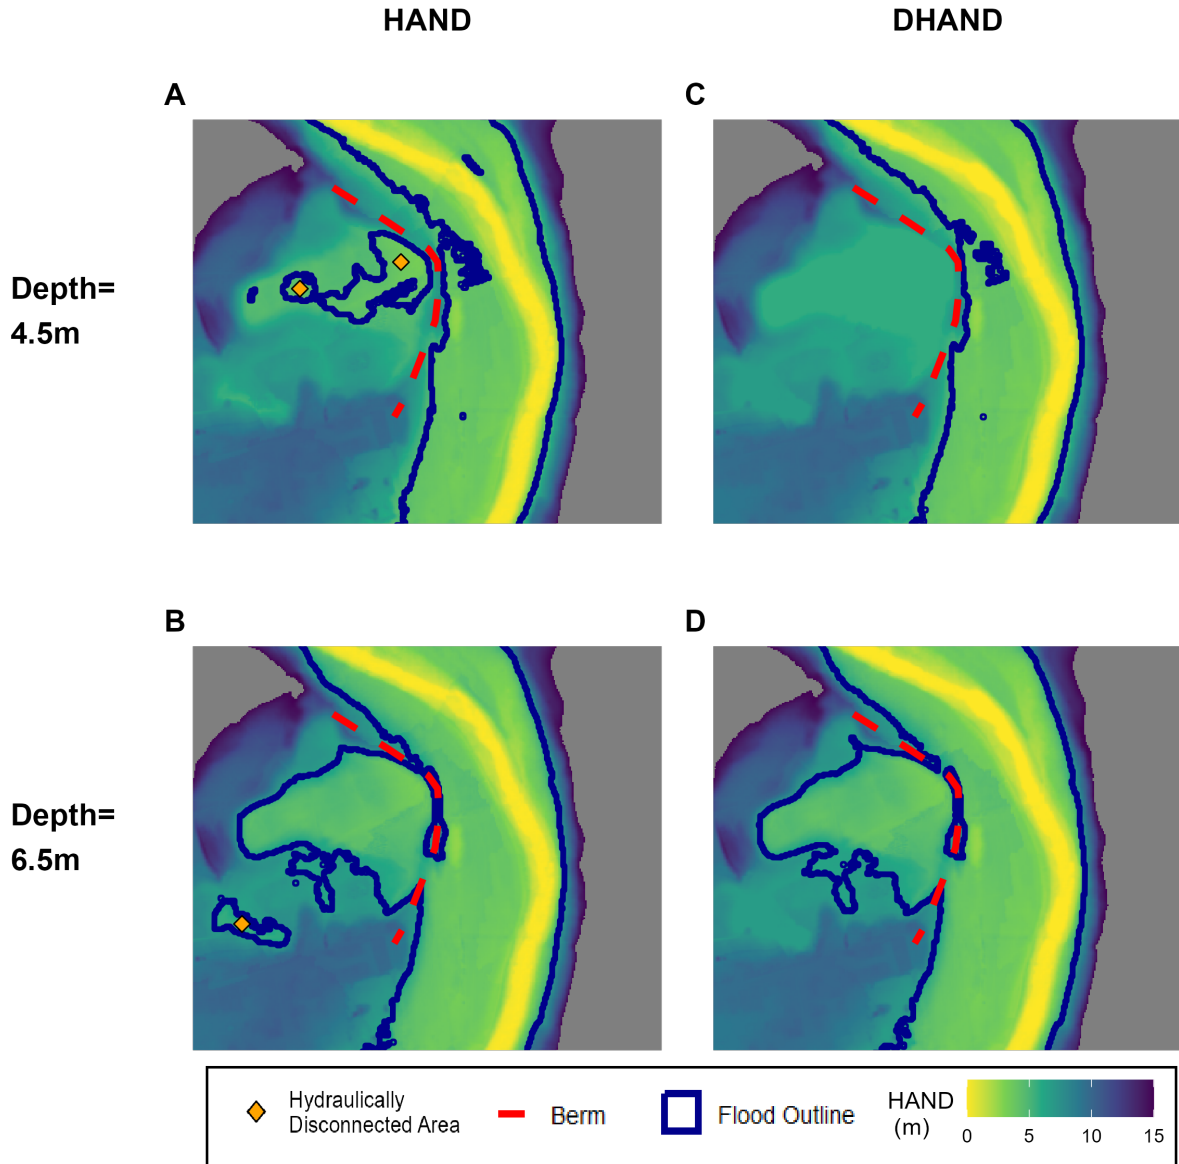 HAND
DHAND
A
C
Depth=
4.5m
B
D
Depth=
6.5m
Hydraulically
Disconnected Area
Berm
Flood Outline
HAND
(m)
0 5 10 15